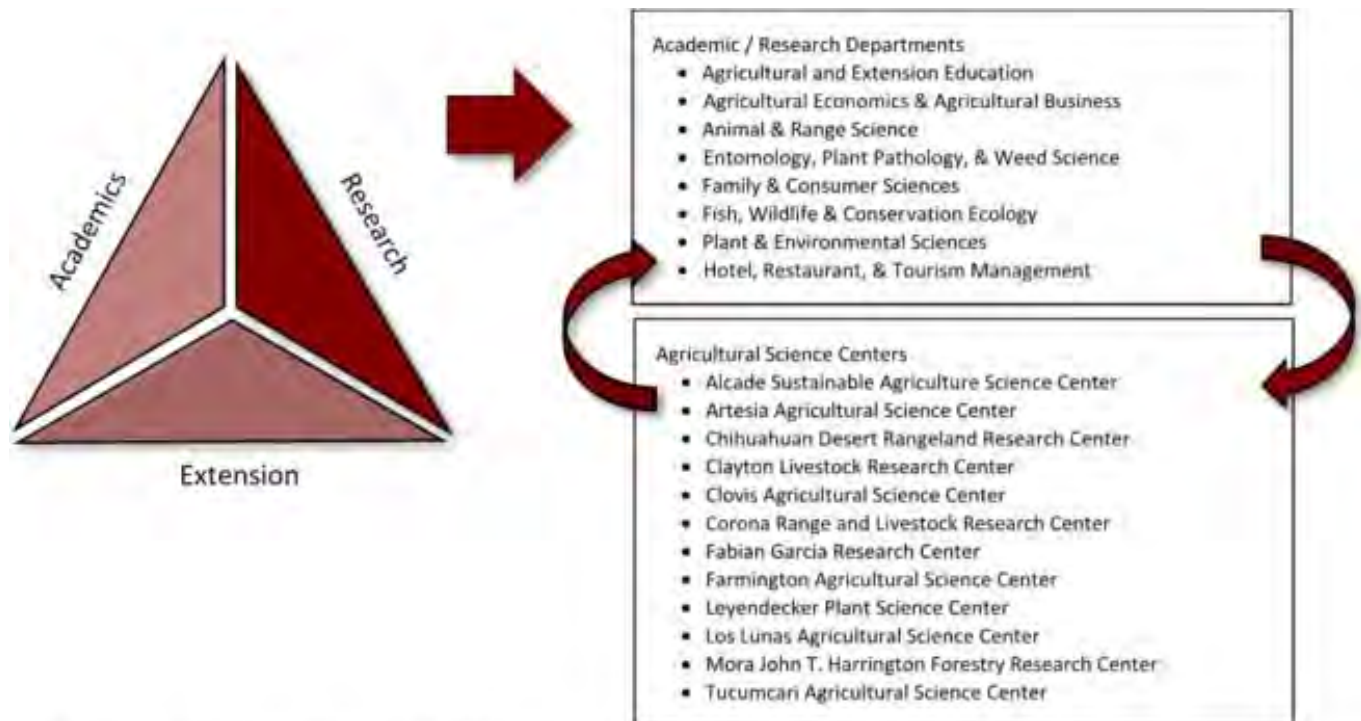 Academics
Research
Extension
Academic / Research Departments
• Agricultural and Extension Education
• Agricultural Economics & Agricultural Business
• Animal & Range Science
• Entomology, Plant Pathology, & Weed Science
• Family & Consumer Sciences
• Fish, Wildlife & Conservation Ecology
• Plant & Environmental Sciences
• Hotel, Restaurant, & Tourism Management
Agricultural Science Centers
• Alcade Sustainable Agriculture Science Center
• Artesia Agricultural Science Center
• Chihuahuan Desert Rangeland Research Center
• Clayton Livestock Research Center
• Clovis Agricultural Science Center
• Corona Range and Livestock Research Center
• Fabian Garcia Research Center
• Farmington Agricultural Science Center
• Leyendecker Plant Science Center
• Los Lunas Agricultural Science Center
• Mora John T. Harrington Forestry Research Center
• Tucumcari Agricultural Science Center